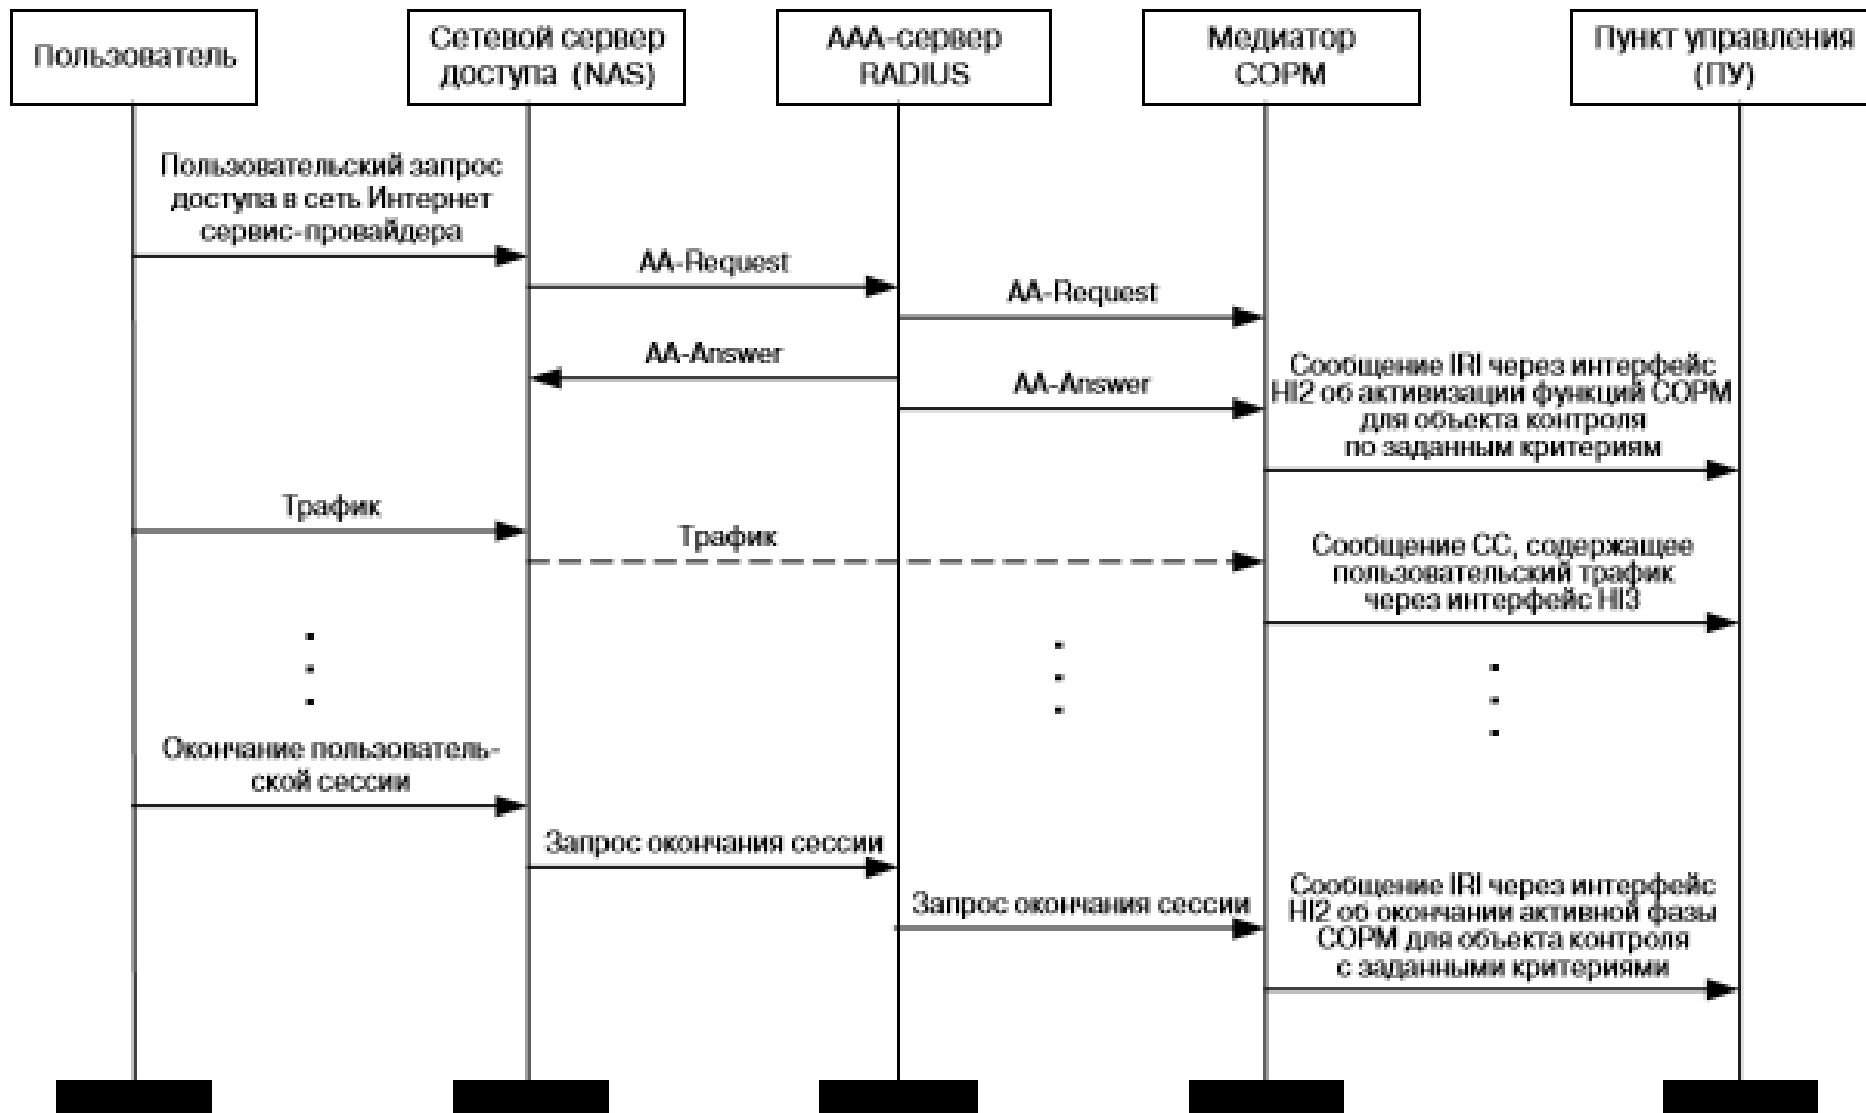 Пользователь
Сетевой сервер
доступа (NAS)
ААА-сервер
RADIUS
Медиатор
СОРМ
Пункт управления
(ПУ)
Пользовательский запрос
доступа в сеть Интернет
сервис-провайдера
AA-Request
AA-Request
AA-Answer
AA-Answer
Сообщение IRI через интерфейс
HI2 об активизации функций СОРМ
для объекта контроля
по заданным критериям
Трафик
Трафик
Сообщение СС, содержащее
пользовательский трафик
через интерфейс HI3
Окончание пользователь-
ской сессии
Запрос окончания сессии
Запрос окончания сессии
Сообщение IRI через интерфейс
HI2 об окончании активной фазы
СОРМ для объекта контроля
с заданными критериями